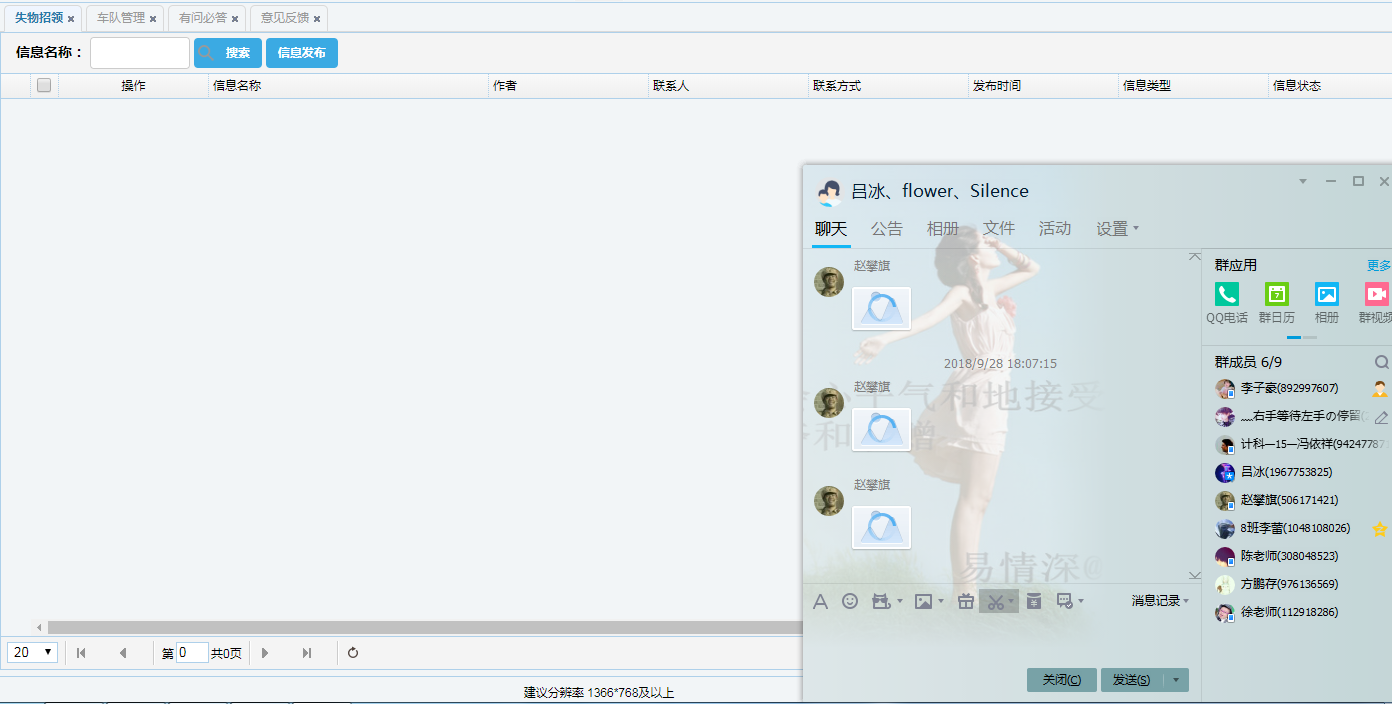 失物招领 车队管理 有问必答 意见反馈
信息名称： 搜索 信息发布
操作 信息名称 作者 联系人 联系方式 发布时间 信息类型 信息状态
吕冰、flower、Silence
聊天 公告 相册 文件 活动 设置
赵攀旗
2018/9/28 18:07:15
赵攀旗
心平气和地接受
赵攀旗
易情深@
消息记录
关闭(C) 发送(S)
群应用 更多
QQ电话 群日历 相册 群视频
群成员 6/9
李子豪(892997607)
灬右手等待左手の停留
计科—15—冯依祥(94247787
吕冰(1967753825)
赵攀旗(506171421)
8班李蕾(1048108026)
陈老师(308048523)
方鹏存(976136569)
徐老师(112918286)
20 第 0 共0页
建议分辨率 1366*768及以上